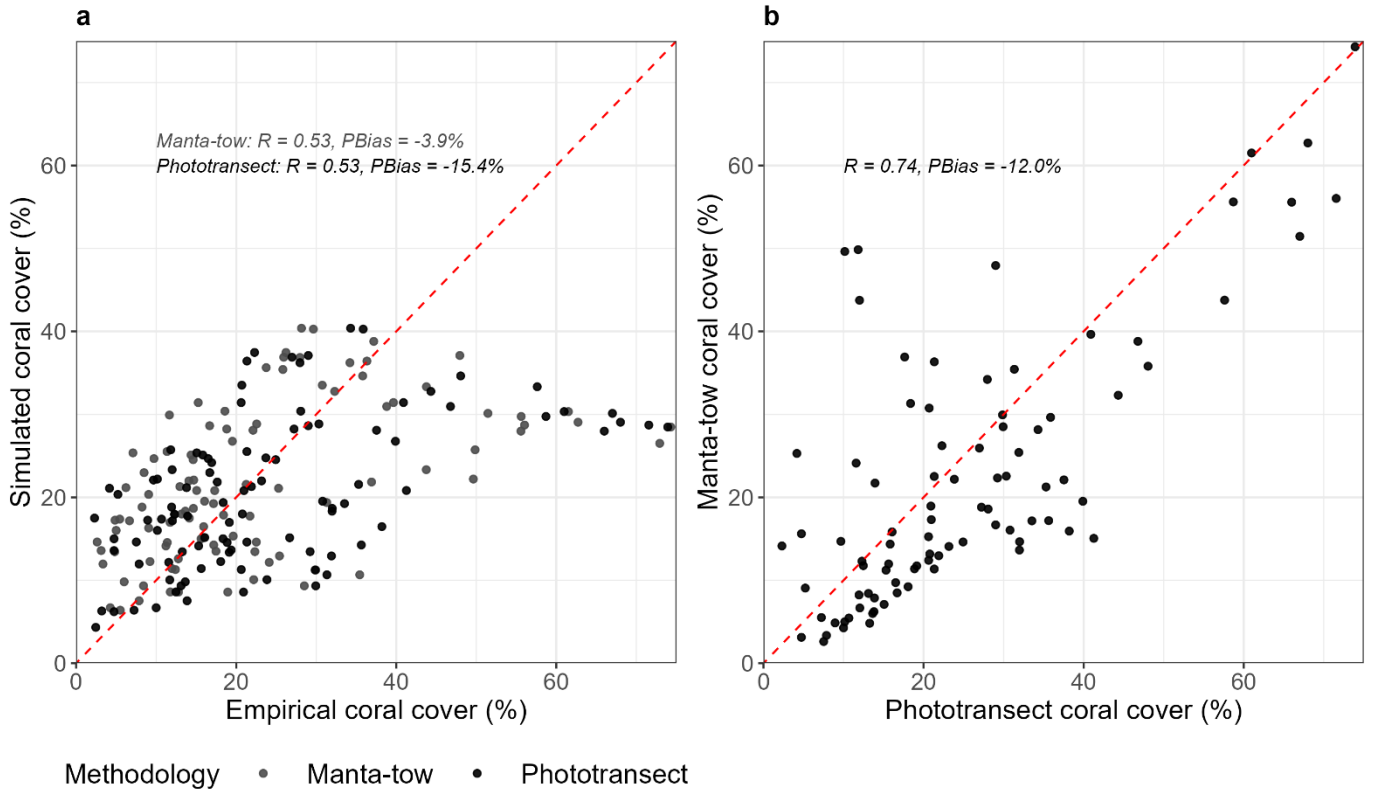 a
Simulated coral cover (%)
60
40
20
0
Manta-tow: R = 0.53, PBias = -3.9%
Phototransect: R = 0.53, PBias = -15.4%
0 20 40 60
Empirical coral cover (%)
b
Manta-tow coral cover (%)
60
40
20
0
R = 0.74, PBias = -12.0%
0 20 40 60
Phototransect coral cover (%)
Methodology Manta-tow Phototransect